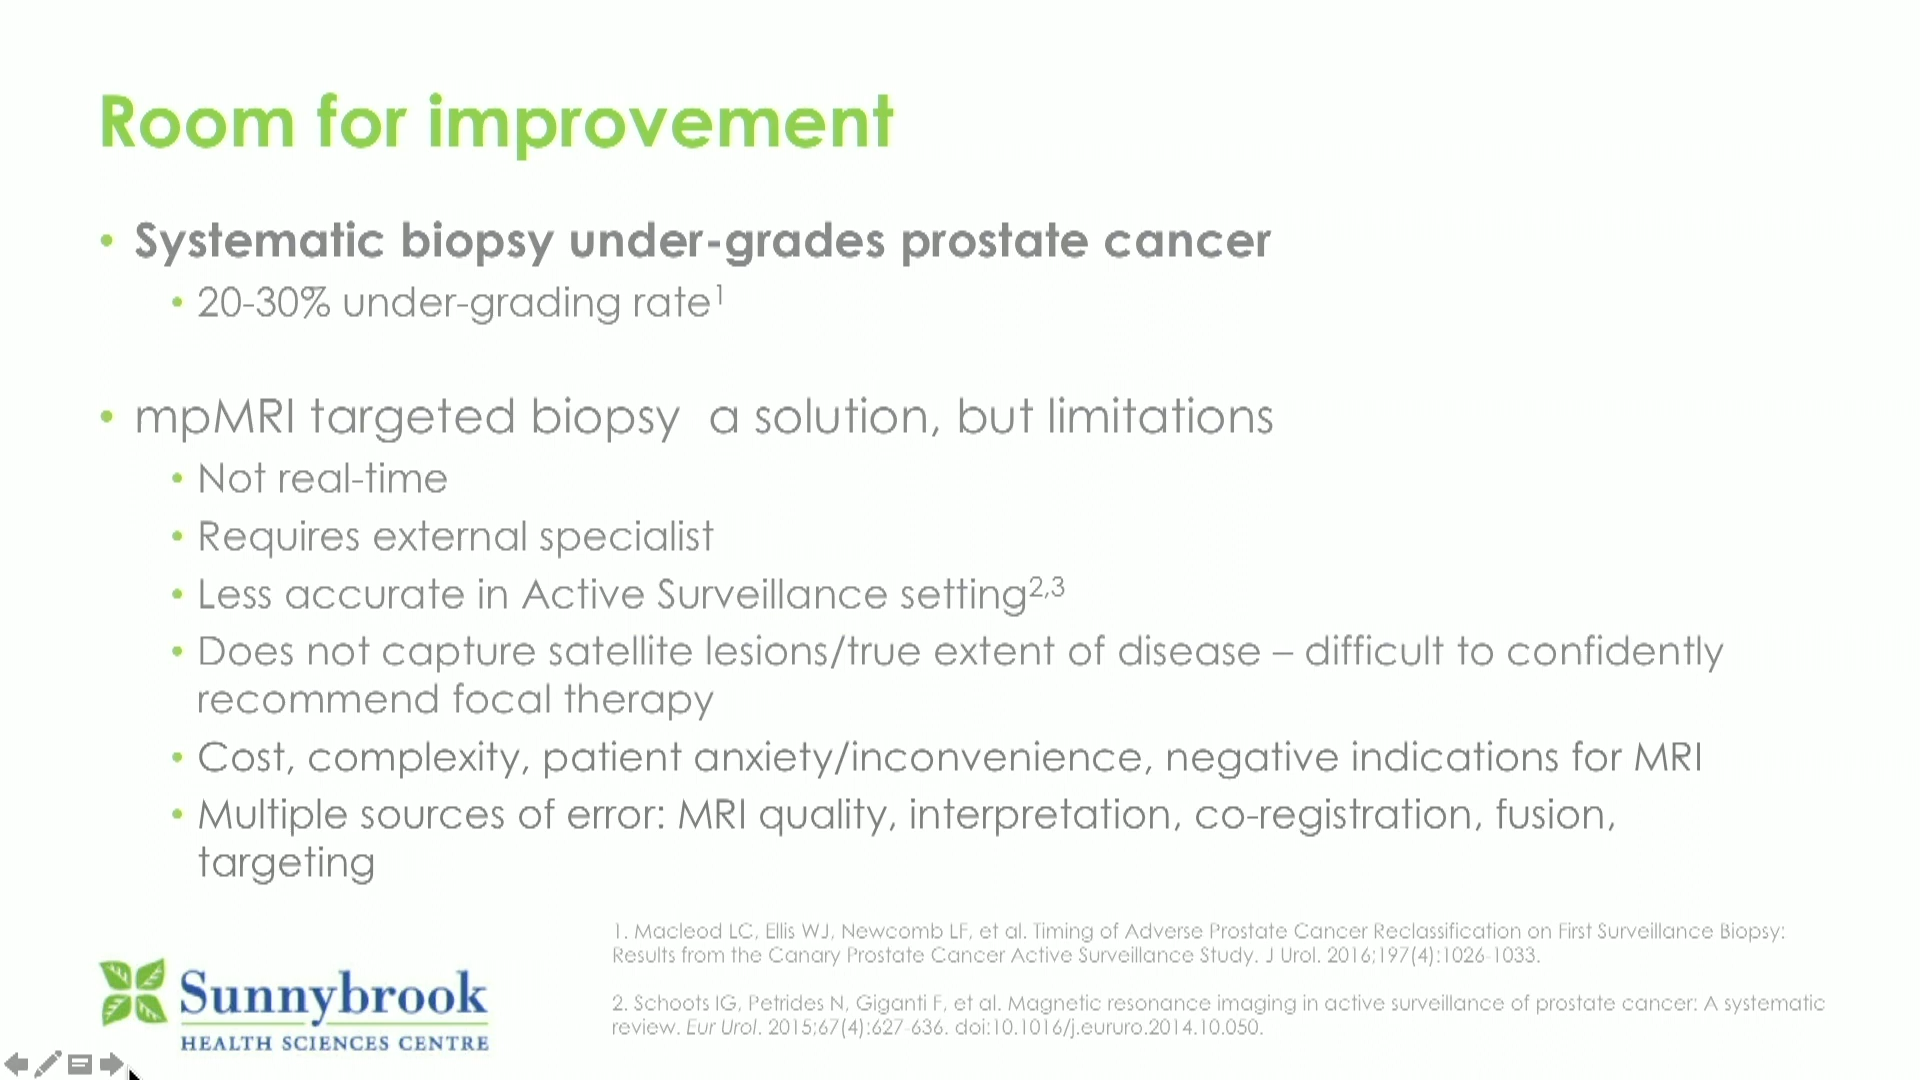 Room for improvement
• Systematic biopsy under-grades prostate cancer
• 20-30% under-grading rate¹
• mpMRI targeted biopsy  a solution, but limitations
• Not real-time
• Requires external specialist
• Less accurate in Active Surveillance setting²,³
• Does not capture satellite lesions/true extent of disease – difficult to confidently
recommend focal therapy
• Cost, complexity, patient anxiety/inconvenience, negative indications for MRI
• Multiple sources of error: MRI quality, interpretation, co-registration, fusion,
targeting
1. Macleod LC, Ellis WJ, Newcomb LF, et al. Timing of Adverse Prostate Cancer Reclassification on First Surveillance Biopsy:
Results from the Canary Prostate Cancer Active Surveillance Study. J Urol. 2016;197(4):1026-1033.
2. Schoots IG, Petrides N, Giganti F, et al. Magnetic resonance imaging in active surveillance of prostate cancer: A systematic
review. Eur Urol. 2015;67(4):627-636. doi:10.1016/j.eururo.2014.10.050.
Sunnybrook
HEALTH SCIENCES CENTRE